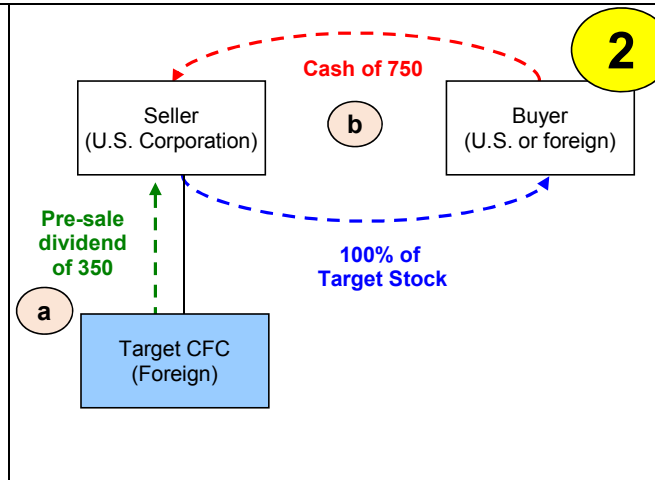 2
Cash of 750
Seller
(U.S. Corporation)
b
Buyer
(U.S. or foreign)
Pre-sale
dividend
of 350
100% of
Target Stock
a
Target CFC
(Foreign)